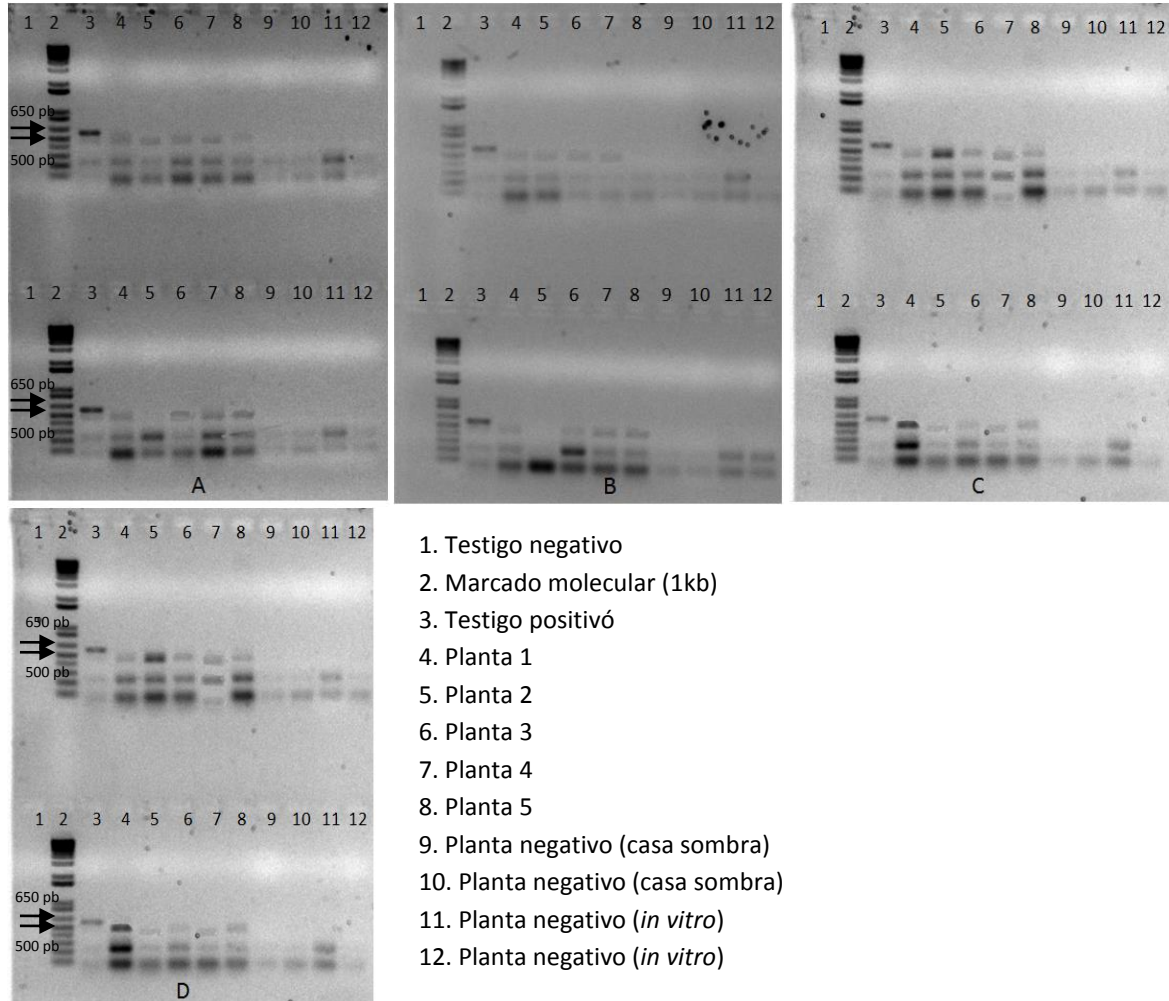 1 2 3 4 5 6 7 8 9 10 11 12
650 pb
500 pb
1 2 3 4 5 6 7 8 9 10 11 12
650 pb
500 pb
A
1 2 3 4 5 6 7 8 9 10 11 12
1 2 3 4 5 6 7 8 9 10 11 12
B
1 2 3 4 5 6 7 8 9 10 11 12
1 2 3 4 5 6 7 8 9 10 11 12
C
1 2 3 4 5 6 7 8 9 10 11 12
650 pb
500 pb
1 2 3 4 5 6 7 8 9 10 11 12
650 pb
500 pb
D
1. Testigo negativo
2. Marcado molecular (1kb)
3. Testigo positivó
4. Planta 1
5. Planta 2
6. Planta 3
7. Planta 4
8. Planta 5
9. Planta negativo (casa sombra)
10. Planta negativo (casa sombra)
11. Planta negativo (in vitro)
12. Planta negativo (in vitro)